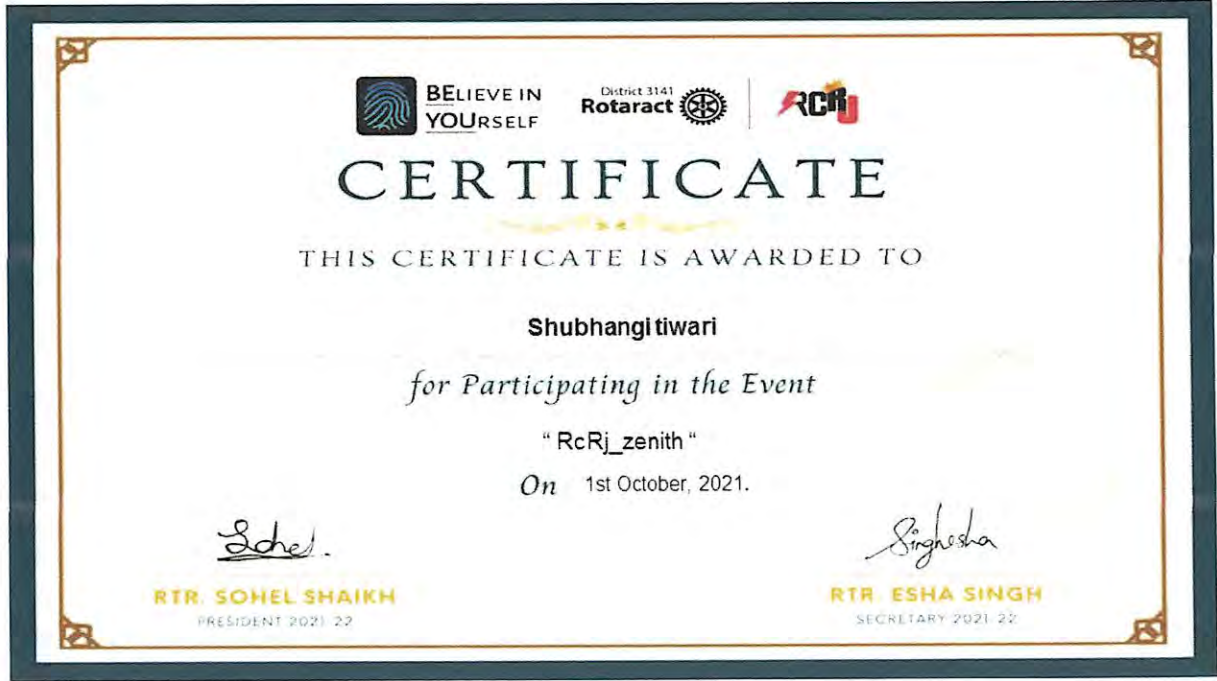 BELIEVE IN
YOURSELF
District 3141
Rotaract
RCRJ
CERTIFICATE
THIS CERTIFICATE IS AWARDED TO
Shubhangi tiwari
for Participating in the Event
“ RcRj_zenith “
On 1st October, 2021.
Sohel.
Singhesha
RTR. SOHEL SHAIKH
RTR. ESHA SINGH
PRESIDENT 2021-22
SECRETARY 2021-22